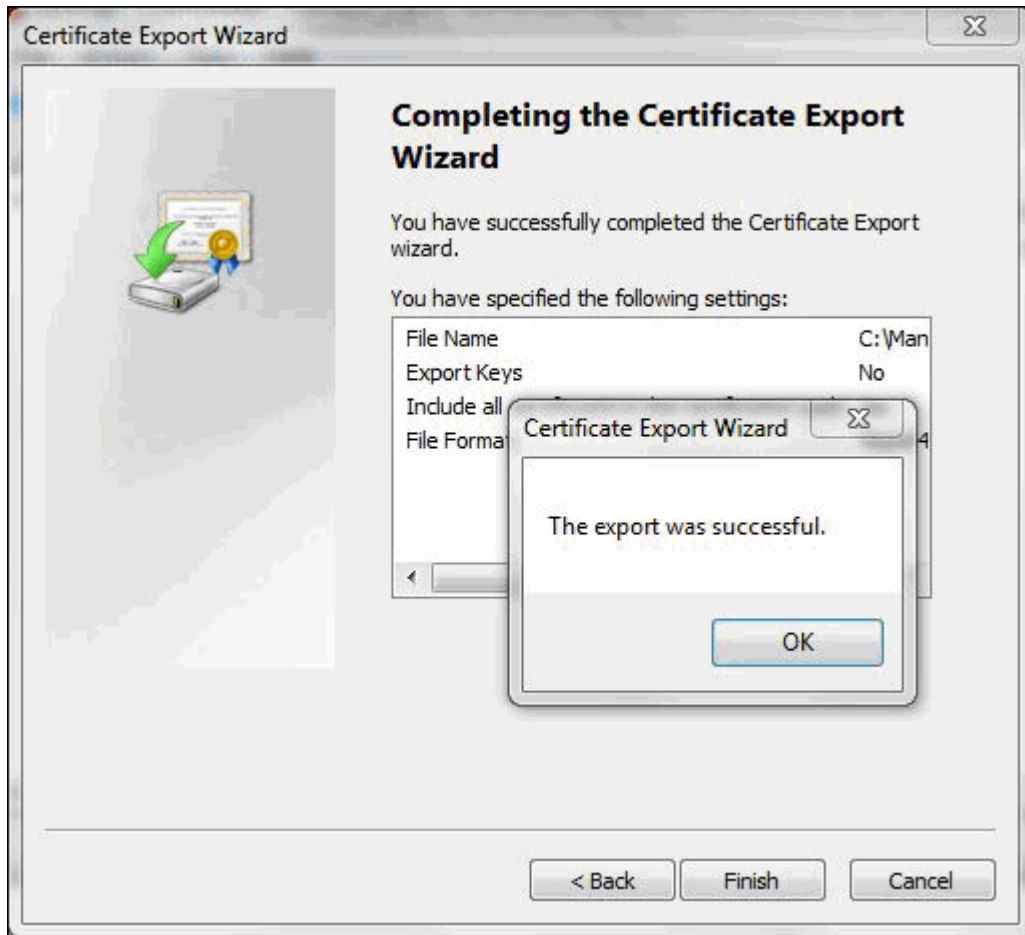 Certificate Export Wizard
Completing the Certificate Export
Wizard
You have successfully completed the Certificate Export
wizard.
You have specified the following settings:
File Name C:\Man
Export Keys No
Include all
File Forma 4
Certificate Export Wizard
The export was successful.
OK
< Back Finish Cancel